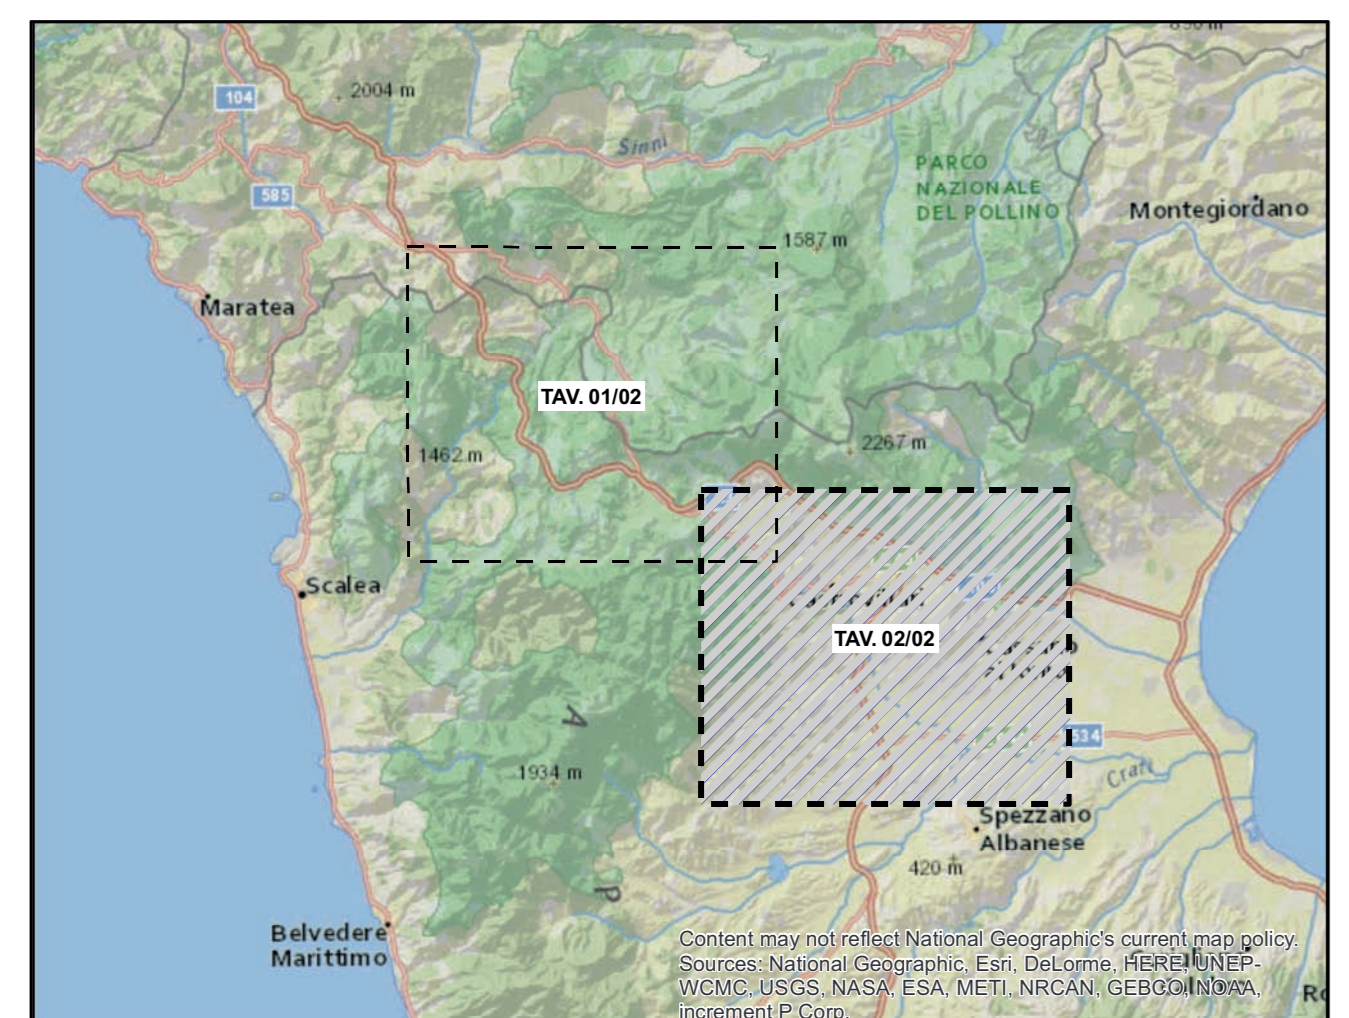 104
2004 m
Sinni
585
PARCO
NAZIONALE
DEL POLLINO
Montegiordano
1587 m
Maratea
TAV. 01/02
2267 m
1462 m
Scalea
TAV. 02/02
A
534
1934 m
Crati
Spezzano
Albanese
420 m
P
Belvedere
Marittimo
Content may not reflect National Geographic's current map policy.
Sources: National Geographic, Esri, DeLorme, HERE, UNEP-
WCMC, USGS, NASA, ESA, METI, NRCAN, GEBCO, NOAA,
increment P Corp.